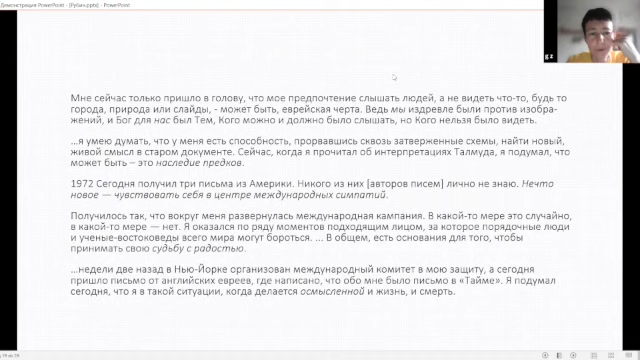 Демонстрация PowerPoint - [Рубин.pptx] - PowerPoint
g z
Мне сейчас только пришло в голову, что мое предпочтение слышать людей, а не видеть что-то, будь то
города, природа или слайды, - может быть, еврейская черта. Ведь мы издревле были против изобра-
жений, и Бог для нас был Тем, Кого можно и должно было слышать, но Кого нельзя было видеть.
...я умею думать, что у меня есть способность, прорвавшись сквозь затверженные схемы, найти новый,
живой смысл в старом документе. Сейчас, когда я прочитал об интерпретациях Талмуда, я подумал, что
может быть – это наследие предков.
1972 Сегодня получил три письма из Америки. Никого из них [авторов писем] лично не знаю. Нечто
новое — чувствовать себя в центре международных симпатий.
Получилось так, что вокруг меня развернулась международная кампания. В какой-то мере это случайно,
в какой-то мере — нет. Я оказался по ряду моментов подходящим лицом, за которое порядочные люди
и ученые-востоковеды всего мира могут бороться. ... В общем, есть основания для того, чтобы
принимать свою судьбу с радостью.
...недели две назад в Нью-Йорке организован международный комитет в мою защиту, а сегодня
пришло письмо от английских евреев, где написано, что обо мне было письмо в «Тайме». Я подумал
сегодня, что я в такой ситуации, когда делается осмысленной и жизнь, и смерть.